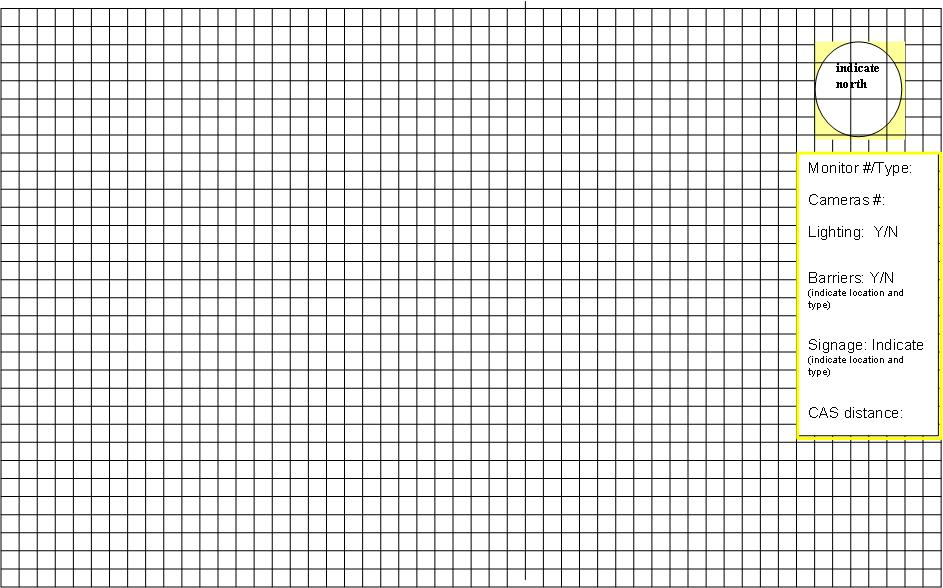 indicate
north
Monitor #/Type:
Cameras #:
Lighting:  Y/N
Barriers: Y/N
(indicate location and
type)
Signage: Indicate
(indicate location and
type)
CAS distance: